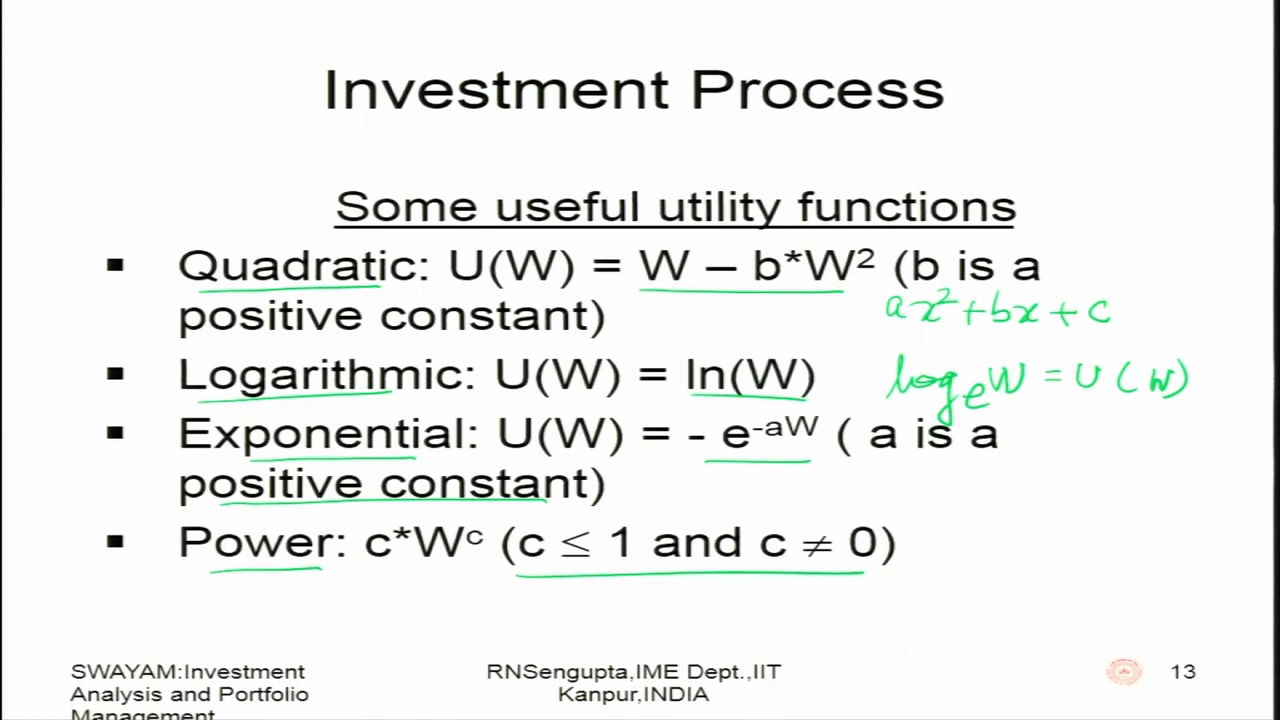 Investment Process
Some useful utility functions
▪ Quadratic: U(W) = W – b*W² (b is a
positive constant)
ax²+bx+c
▪ Logarithmic: U(W) = ln(W)
logₑW = U(W)
▪ Exponential: U(W) = - e⁻ᵃᵂ ( a is a
positive constant)
▪ Power: c*Wᶜ (c ≤ 1 and c ≠ 0)
SWAYAM:Investment
Analysis and Portfolio
Management
RNSengupta,IME Dept.,IIT
Kanpur,INDIA
13